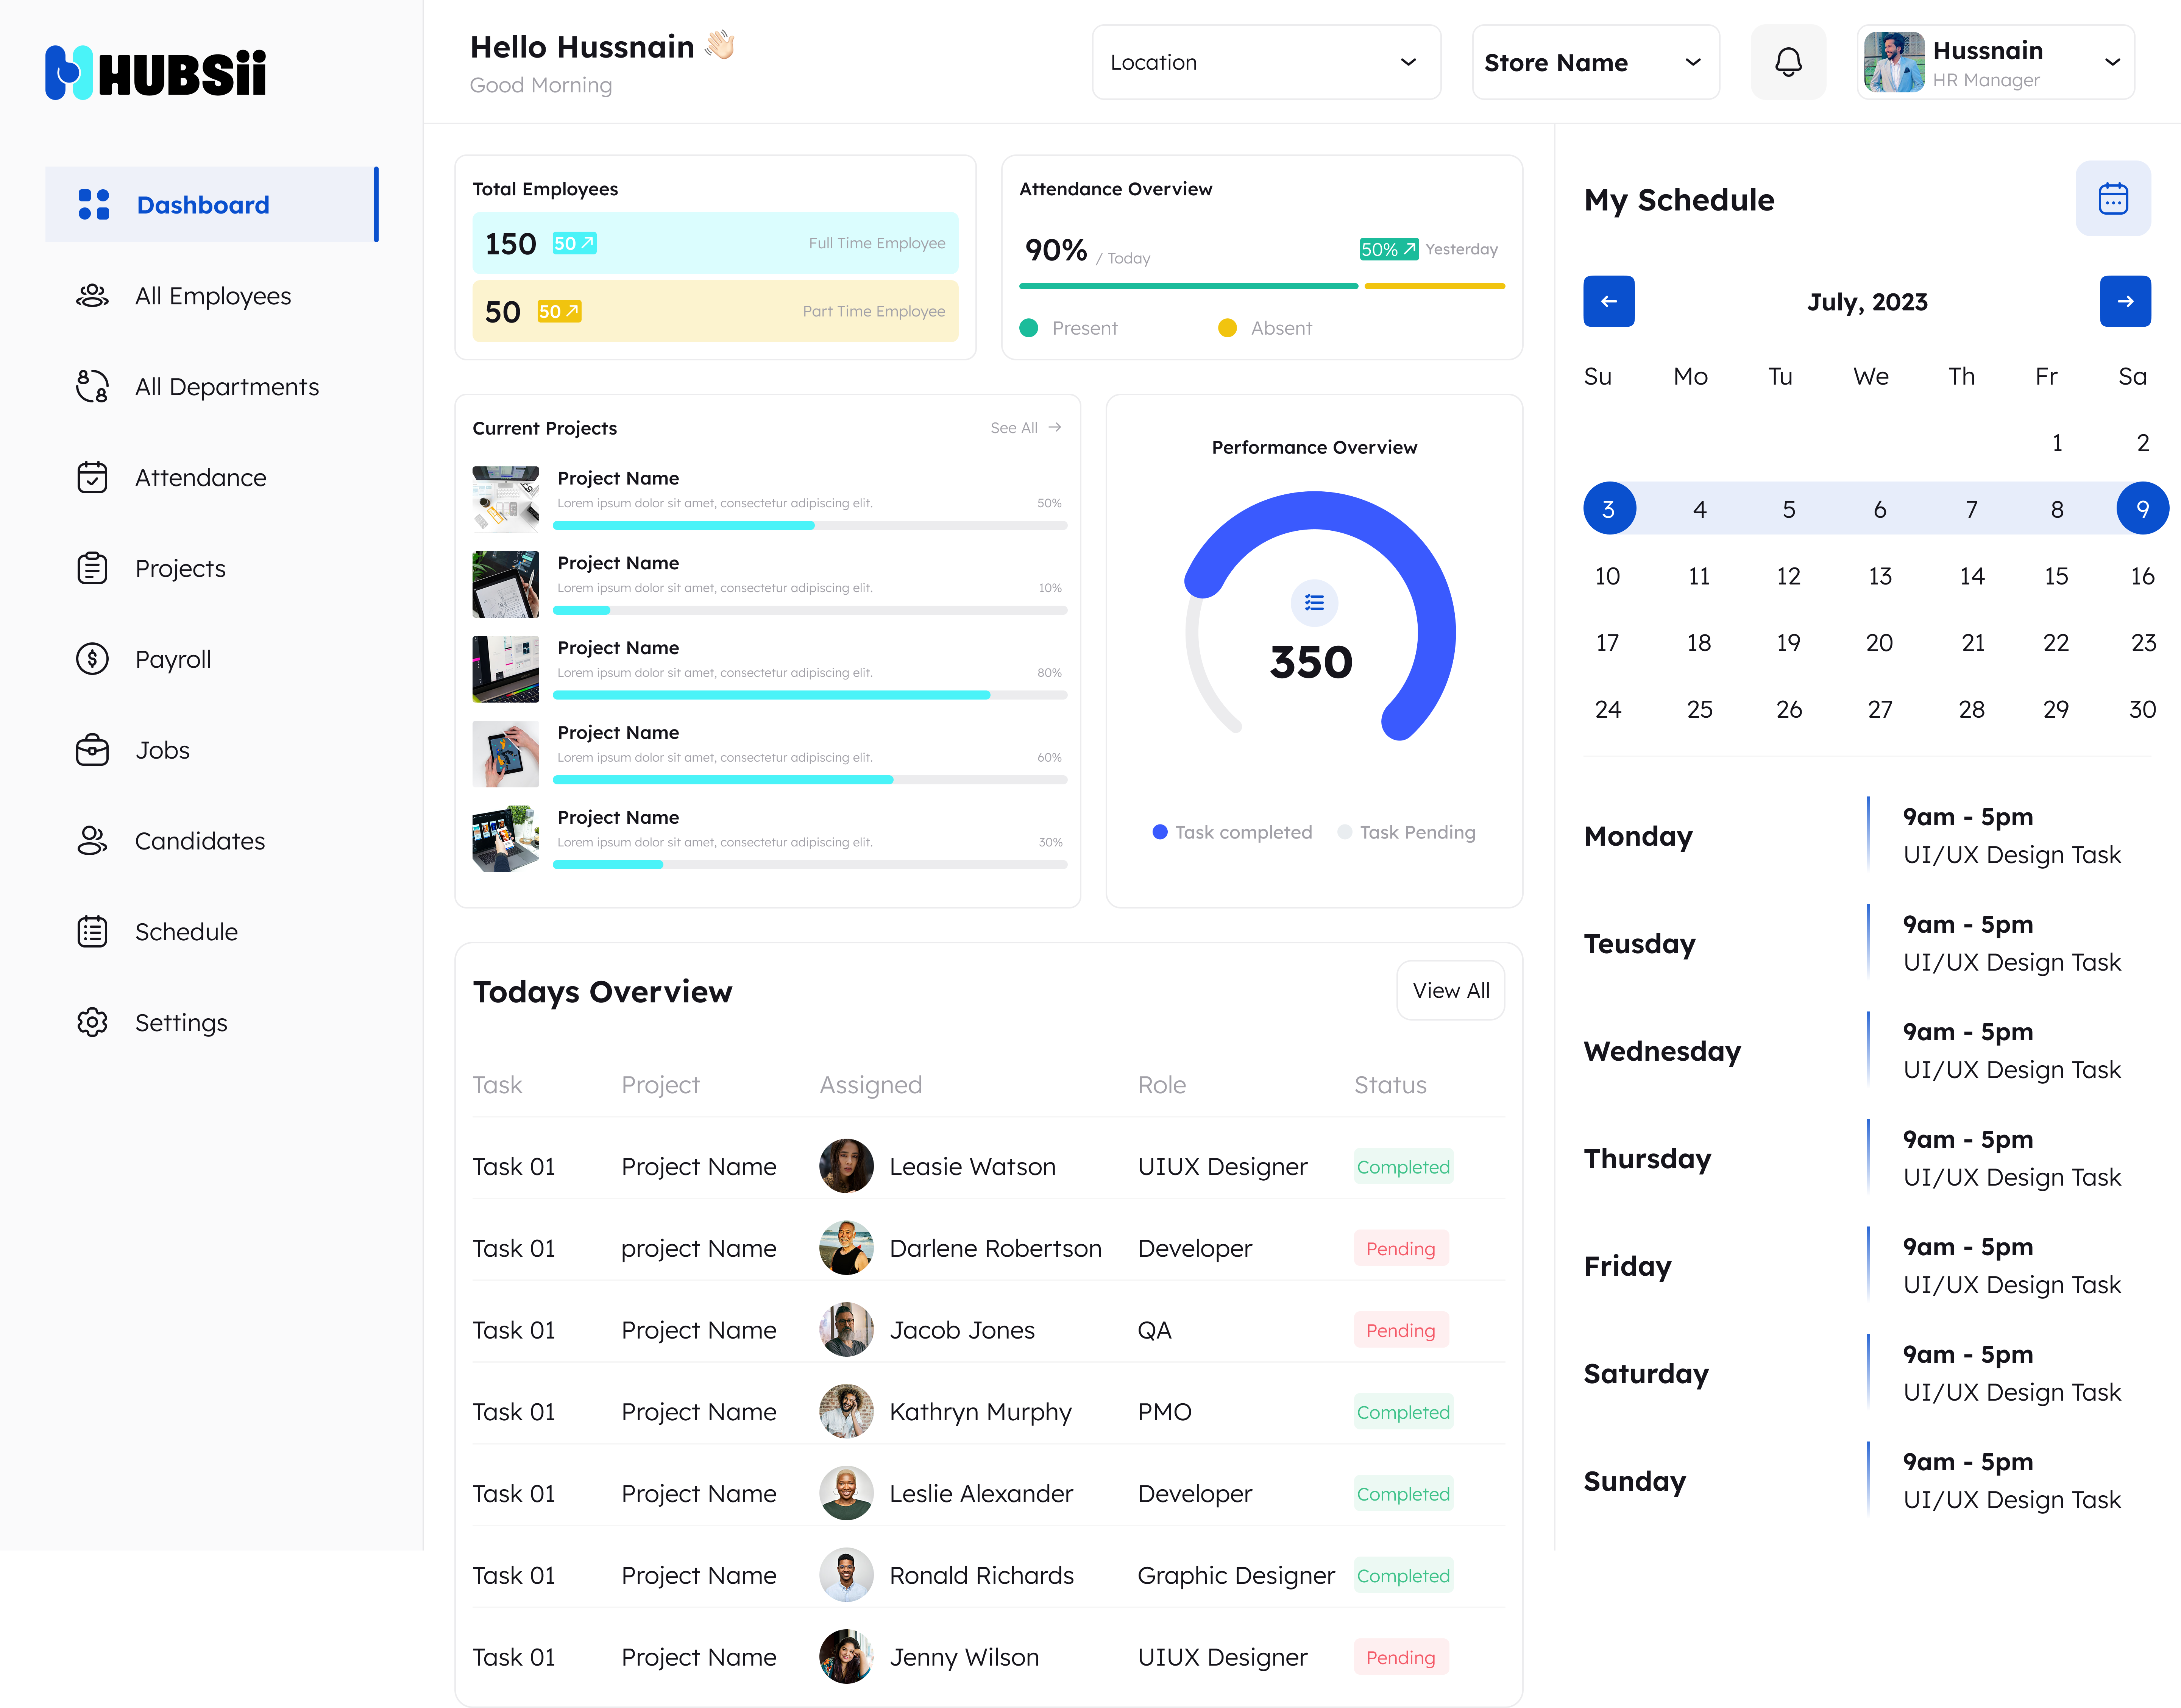 HUBSii
Dashboard
All Employees
All Departments
Attendance
Projects
Payroll
Jobs
Candidates
Schedule
Settings
Hello Hussnain 👋🏻
Good Morning
Location
Store Name
Hussnain
HR Manager
Total Employees
150 50 Full Time Employee
50 50 Part Time Employee
Attendance Overview
90% / Today 50% Yesterday
Present Absent
Current Projects See All
Project Name
Lorem ipsum dolor sit amet, consectetur adipiscing elit. 50%
Project Name
Lorem ipsum dolor sit amet, consectetur adipiscing elit. 10%
Project Name
Lorem ipsum dolor sit amet, consectetur adipiscing elit. 80%
Project Name
Lorem ipsum dolor sit amet, consectetur adipiscing elit. 60%
Project Name
Lorem ipsum dolor sit amet, consectetur adipiscing elit. 30%
Performance Overview
350
Task completed Task Pending
Todays Overview View All
Task Project Assigned Role Status
Task 01 Project Name Leasie Watson UIUX Designer Completed
Task 01 project Name Darlene Robertson Developer Pending
Task 01 Project Name Jacob Jones QA Pending
Task 01 Project Name Kathryn Murphy PMO Completed
Task 01 Project Name Leslie Alexander Developer Completed
Task 01 Project Name Ronald Richards Graphic Designer Completed
Task 01 Project Name Jenny Wilson UIUX Designer Pending
My Schedule
July, 2023
Su Mo Tu We Th Fr Sa
1 2
3 4 5 6 7 8 9
10 11 12 13 14 15 16
17 18 19 20 21 22 23
24 25 26 27 28 29 30
Monday
9am - 5pm
UI/UX Design Task
Teusday
9am - 5pm
UI/UX Design Task
Wednesday
9am - 5pm
UI/UX Design Task
Thursday
9am - 5pm
UI/UX Design Task
Friday
9am - 5pm
UI/UX Design Task
Saturday
9am - 5pm
UI/UX Design Task
Sunday
9am - 5pm
UI/UX Design Task